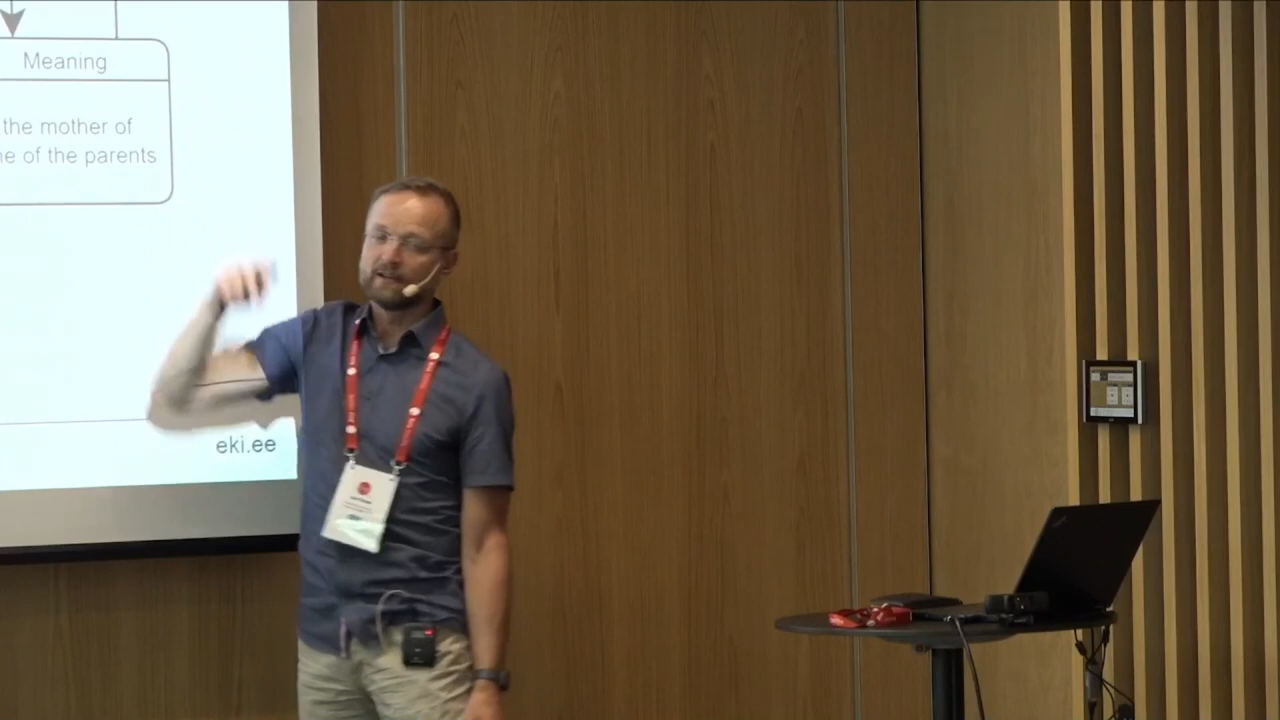 Meaning
the mother of
ne of the parents
eki.ee